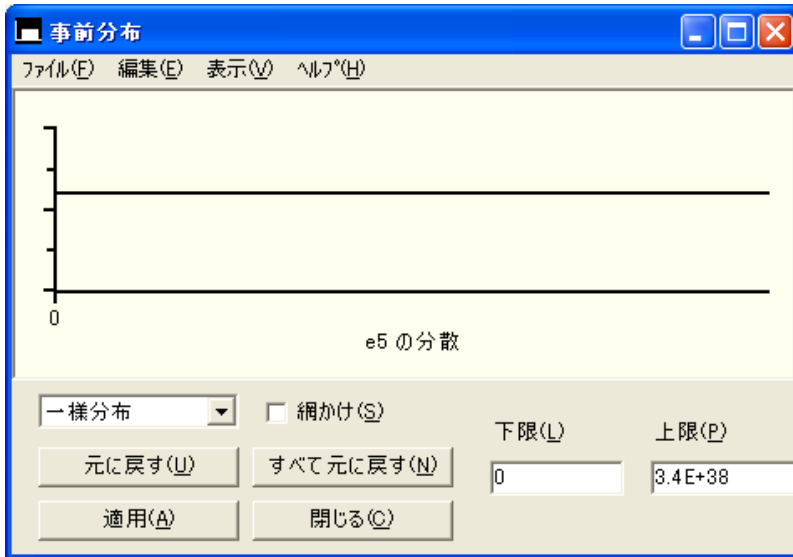 事前分布
ファイル(F) 編集(E) 表示(V) ヘルプ(H)
0
e5 の分散
一様分布
網かけ(S)
下限(L)
上限(P)
元に戻す(U)
すべて元に戻す(N)
0
3.4E+38
適用(A)
閉じる(C)